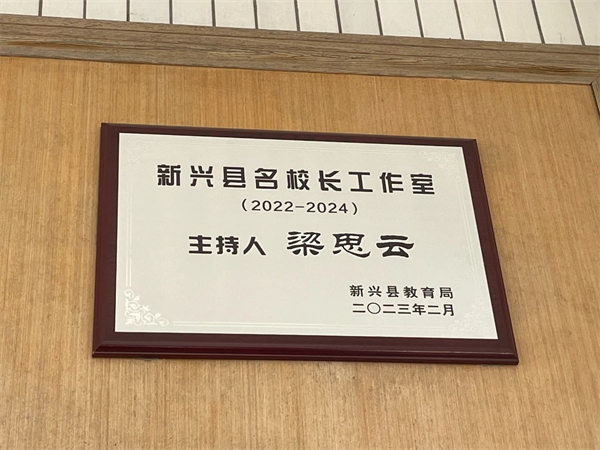 新兴县名校长工作室
(2022-2024)
主持人 梁思云
新兴县教育局
二〇二三年二月